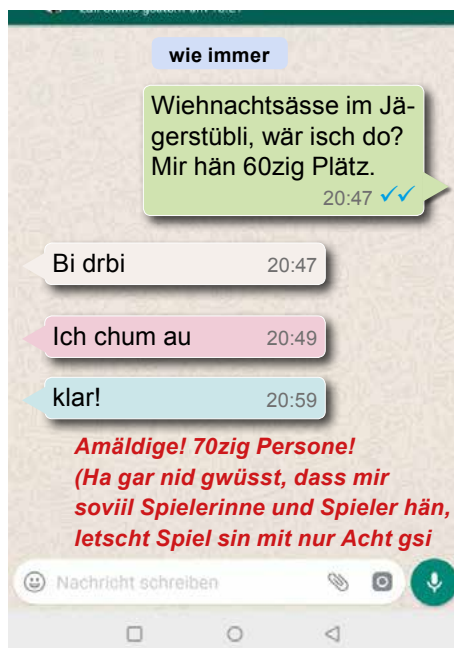 wie immer
Wiehnachtsässe im Jä-
gerstübli, wär isch do?
Mir hän 60zig Plätz.
20:47
Bi drbi 20:47
Ich chum au 20:49
klar! 20:59
Amäldige! 70zig Persone!
(Ha gar nid gwüsst, dass mir
soviil Spielerinne und Spieler hän,
letscht Spiel sin mit nur Acht gsi
Nachricht schreiben